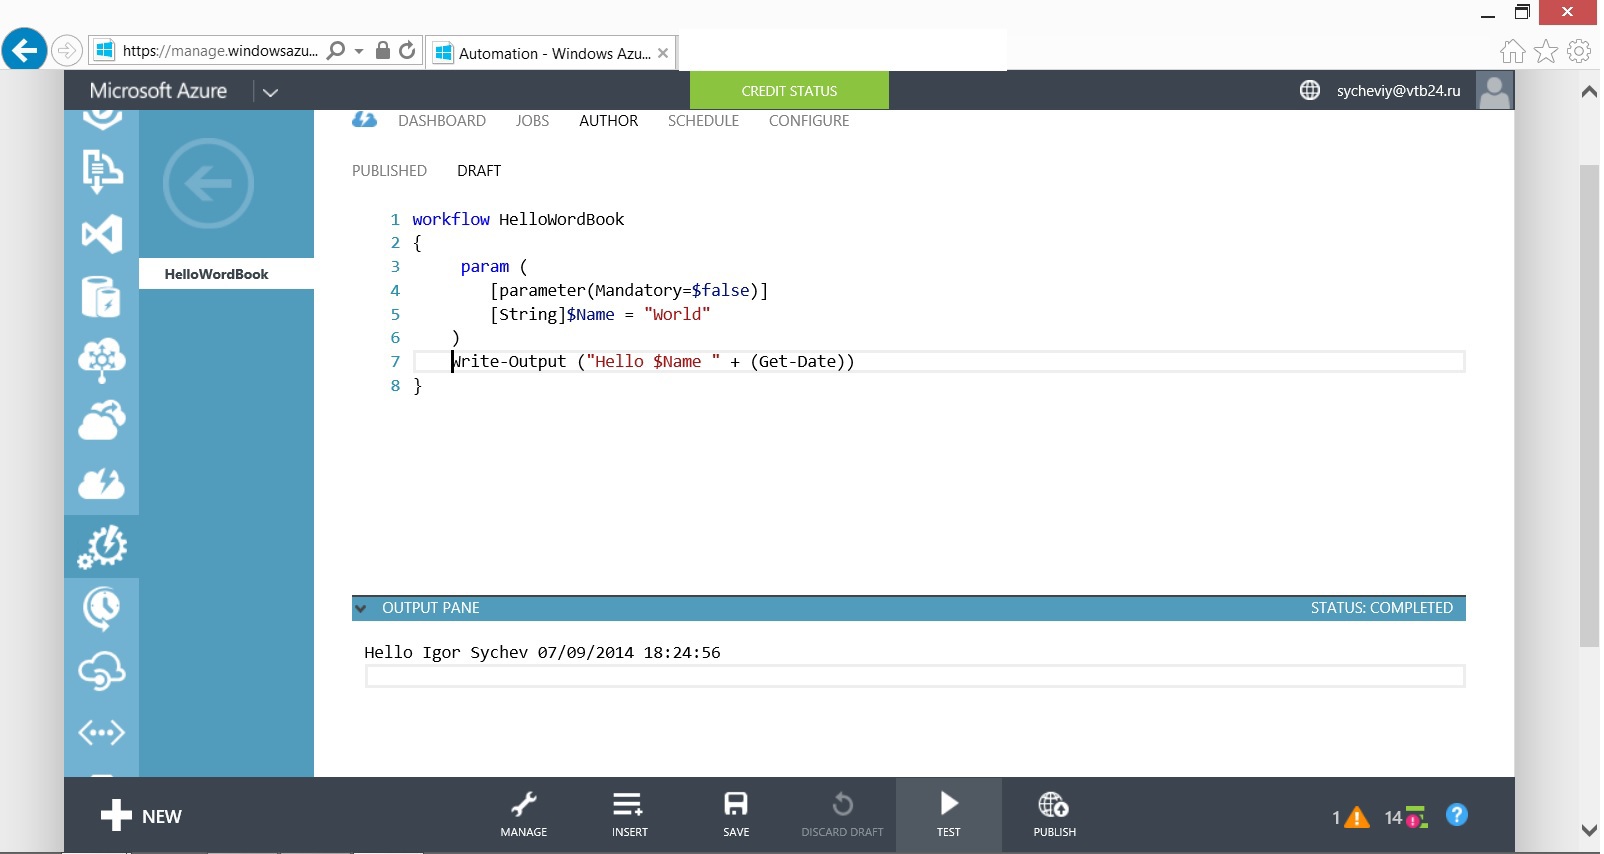 https://manage.windowsazu...
Automation - Windows Azu...
Microsoft Azure
CREDIT STATUS
sycheviy@vtb24.ru
DASHBOARD JOBS AUTHOR SCHEDULE CONFIGURE
PUBLISHED DRAFT
HelloWordBook
1 workflow HelloWordBook
2 {
3 param (
4 [parameter(Mandatory=$false)]
5 [String]$Name = "World"
6 )
7 Write-Output ("Hello $Name " + (Get-Date))
8 }
OUTPUT PANE STATUS: COMPLETED
Hello Igor Sychev 07/09/2014 18:24:56
NEW
MANAGE INSERT SAVE DISCARD DRAFT TEST PUBLISH
1 14 ?